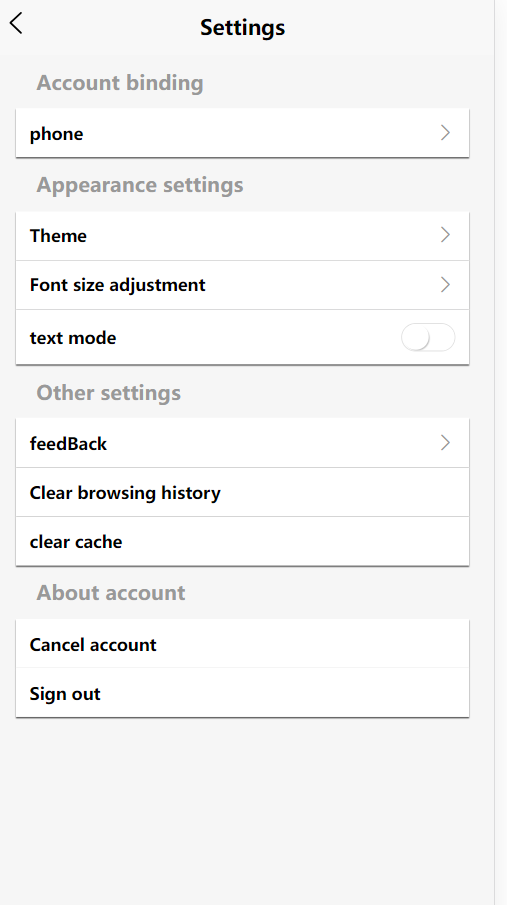 Settings
Account binding
phone
Appearance settings
Theme
Font size adjustment
text mode
Other settings
feedBack
Clear browsing history
clear cache
About account
Cancel account
Sign out